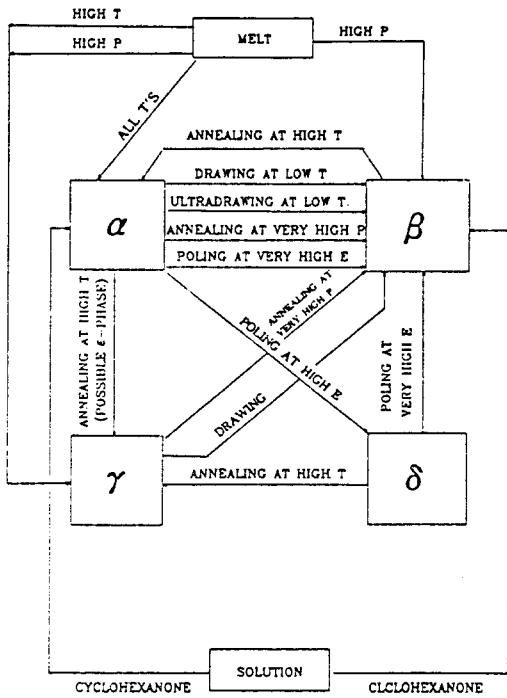 HIGH T
HIGH P
MELT
HIGH P
ALL T'S
ANNEALING AT HIGH T
DRAWING AT LOW T
ULTRADRAWING AT LOW T.
ANNEALING AT VERY HIGH P
POLING AT VERY HIGH E
α
β
ANNEALING AT HIGH T
(POSSIBLE ε-PHASE)
ANNEALING AT
VERY HIGH P
POLING AT HIGH E
DRAWING
POLING AT
VERY HIGH E
ANNEALING AT HIGH T
γ
δ
SOLUTION
CYCLOHEXANONE
CLCLOHEXANONE